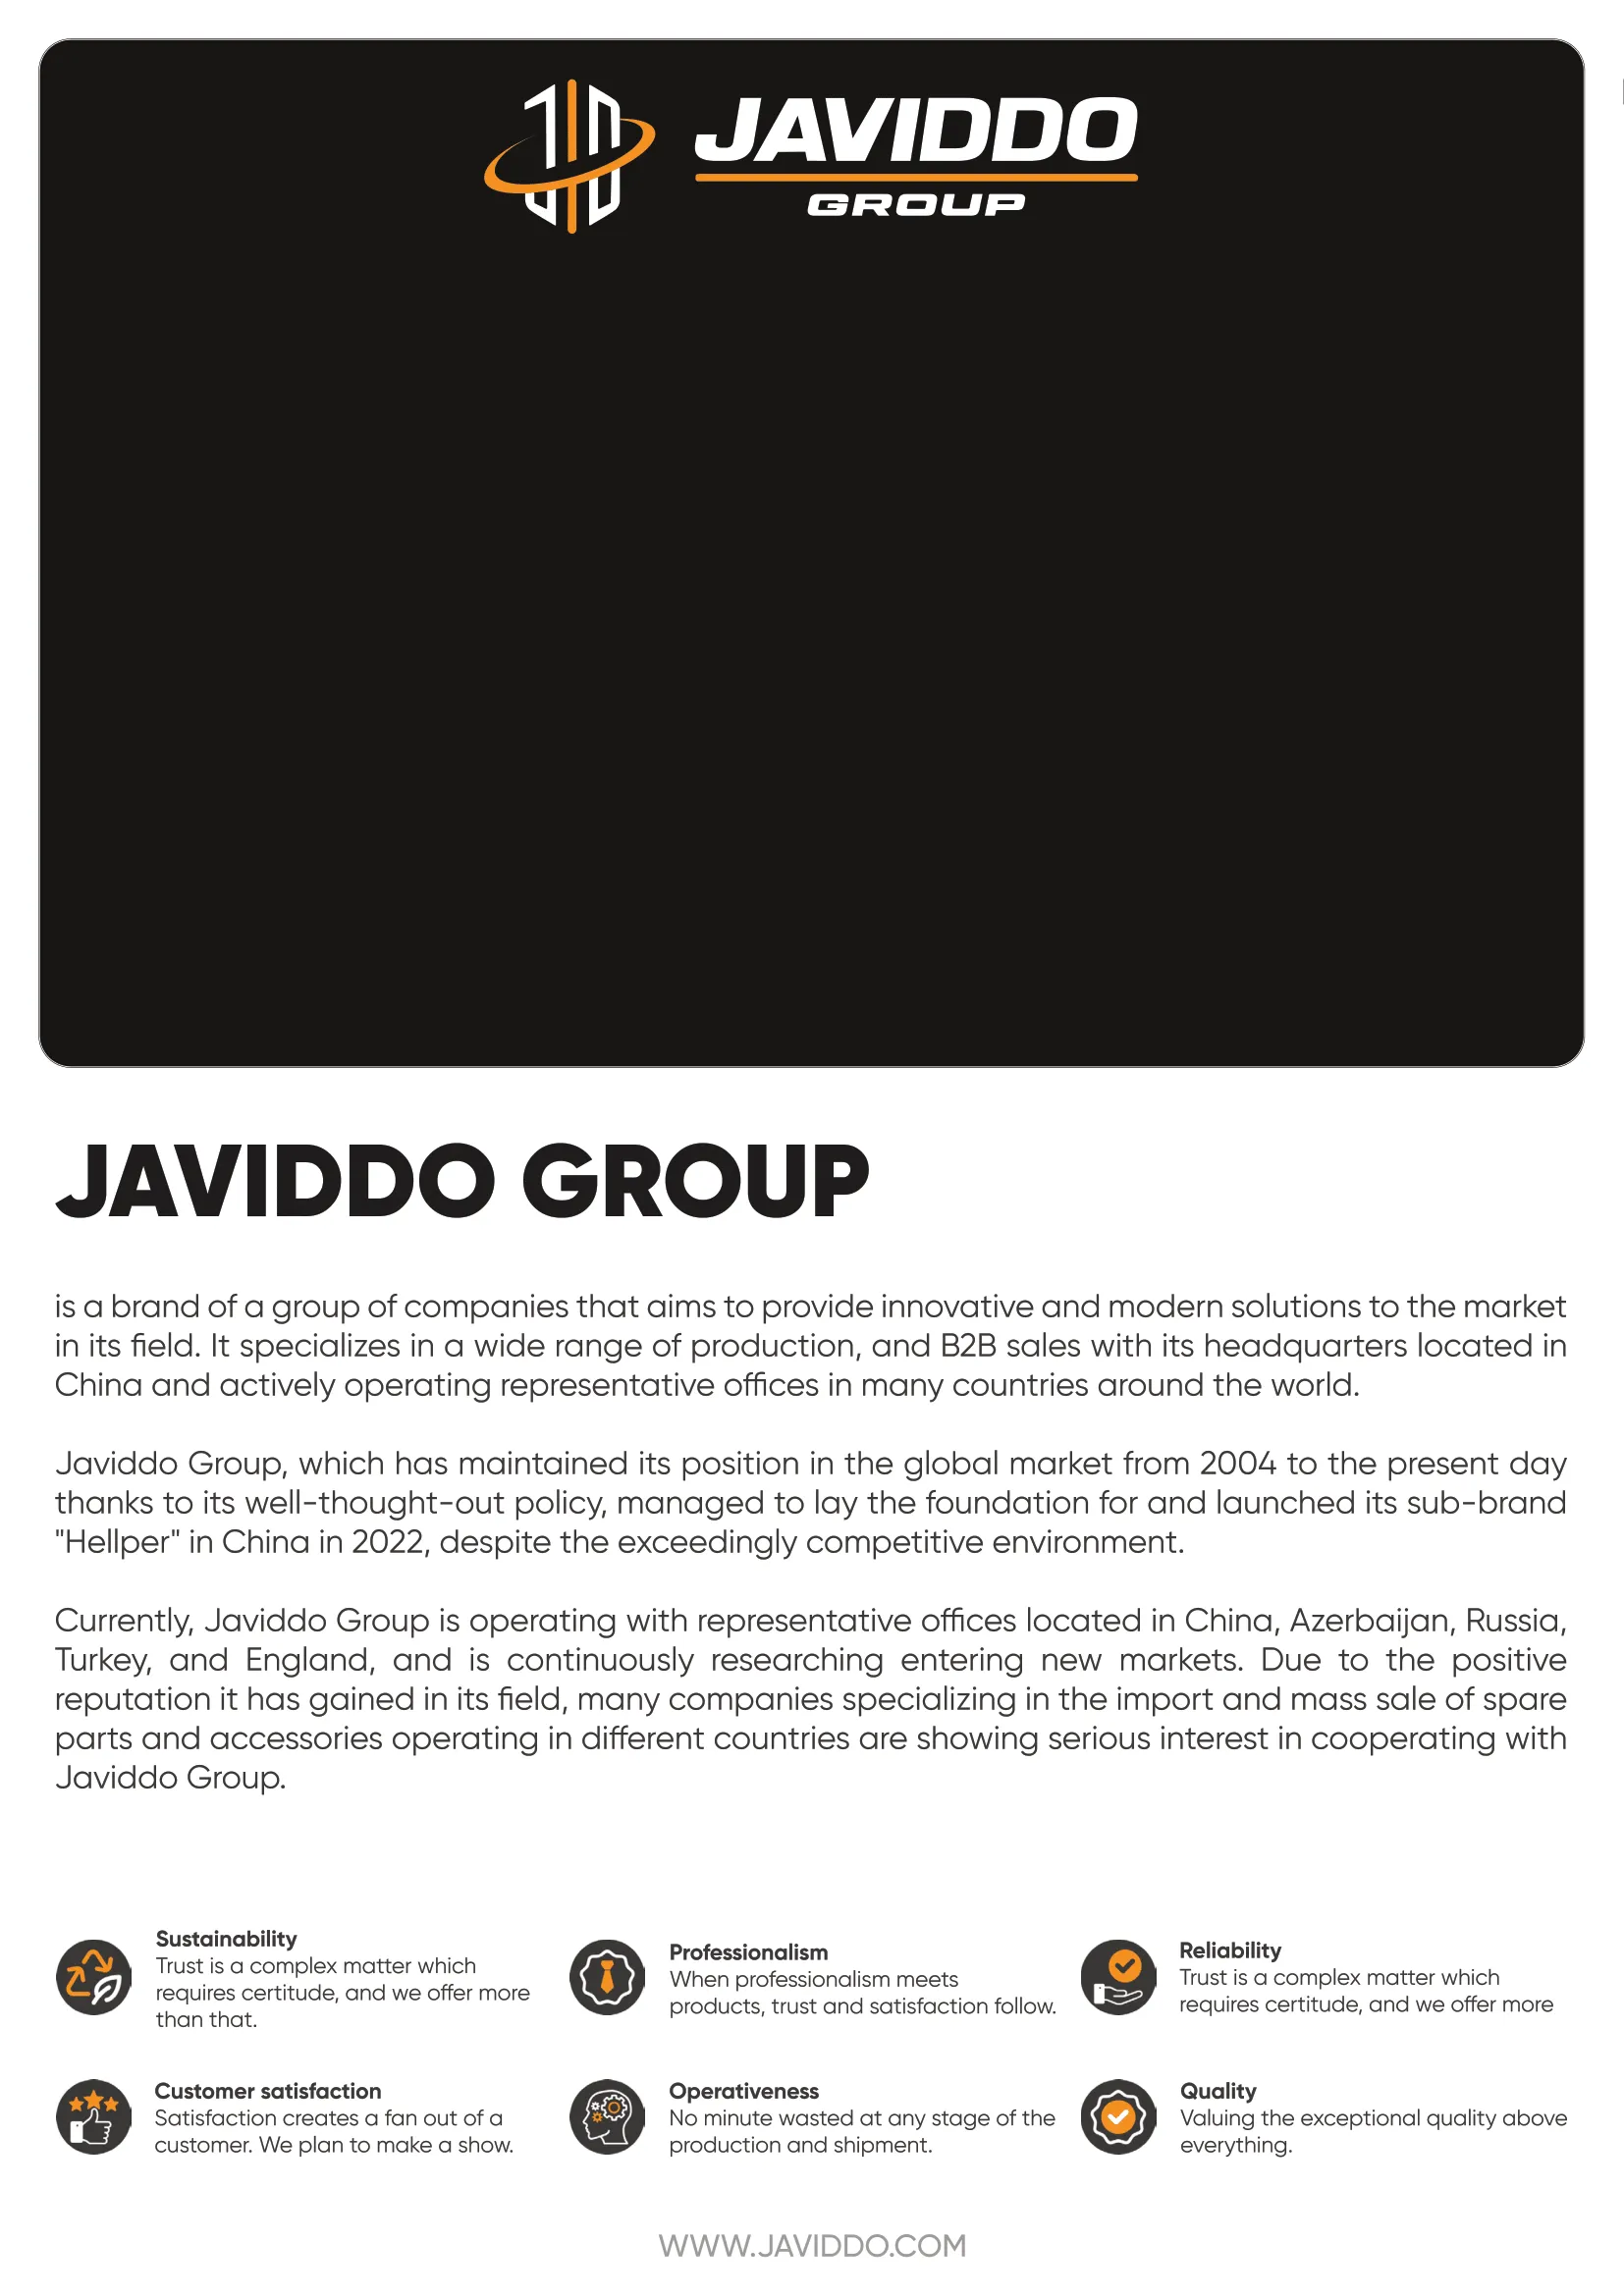 JAVIDDO
GROUP
JAVIDDO GROUP
is a brand of a group of companies that aims to provide innovative and modern solutions to the market
in its field. It specializes in a wide range of production, and B2B sales with its headquarters located in
China and actively operating representative offices in many countries around the world.
Javiddo Group, which has maintained its position in the global market from 2004 to the present day
thanks to its well-thought-out policy, managed to lay the foundation for and launched its sub-brand
"Hellper" in China in 2022, despite the exceedingly competitive environment.
Currently, Javiddo Group is operating with representative offices located in China, Azerbaijan, Russia,
Turkey, and England, and is continuously researching entering new markets. Due to the positive
reputation it has gained in its field, many companies specializing in the import and mass sale of spare
parts and accessories operating in different countries are showing serious interest in cooperating with
Javiddo Group.
Sustainability
Trust is a complex matter which
requires certitude, and we offer more
than that.
Professionalism
When professionalism meets
products, trust and satisfaction follow.
Reliability
Trust is a complex matter which
requires certitude, and we offer more
Customer satisfaction
Satisfaction creates a fan out of a
customer. We plan to make a show.
Operativeness
No minute wasted at any stage of the
production and shipment.
Quality
Valuing the exceptional quality above
everything.
WWW.JAVIDDO.COM